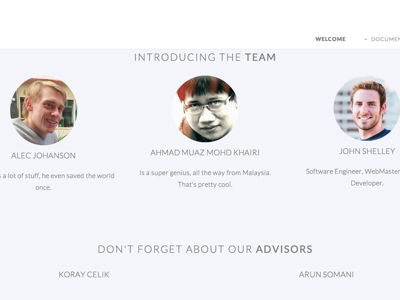 WELCOME
– DOCUMEN
INTRODUCING THE TEAM
ALEC JOHANSON
AHMAD MUAZ MOHD KHAIRI
JOHN SHELLEY
s a lot of stuff, he even saved the world
once.
Is a super genius, all the way from Malaysia.
That's pretty cool.
Software Engineer, WebMaster
Developer.
DON'T FORGET ABOUT OUR ADVISORS
KORAY CELIK
ARUN SOMANI